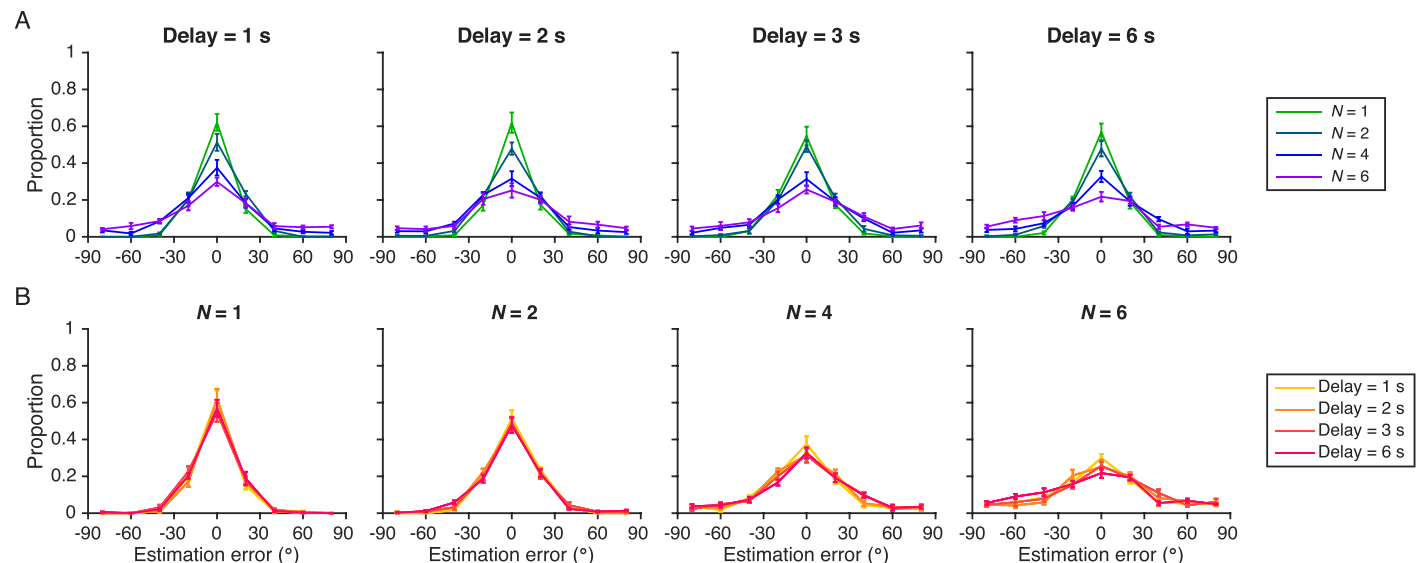 A
Delay = 1 s
Delay = 2 s
Delay = 3 s
Delay = 6 s
Proportion
1
0.8
0.6
0.4
0.2
0
-90 -60 -30 0 30 60 90
-90 -60 -30 0 30 60 90
-90 -60 -30 0 30 60 90
-90 -60 -30 0 30 60 90
N = 1
N = 2
N = 4
N = 6
B
N = 1
N = 2
N = 4
N = 6
Proportion
1
0.8
0.6
0.4
0.2
0
-90 -60 -30 0 30 60 90
-90 -60 -30 0 30 60 90
-90 -60 -30 0 30 60 90
-90 -60 -30 0 30 60 90
Estimation error (°)
Estimation error (°)
Estimation error (°)
Estimation error (°)
Delay = 1 s
Delay = 2 s
Delay = 3 s
Delay = 6 s